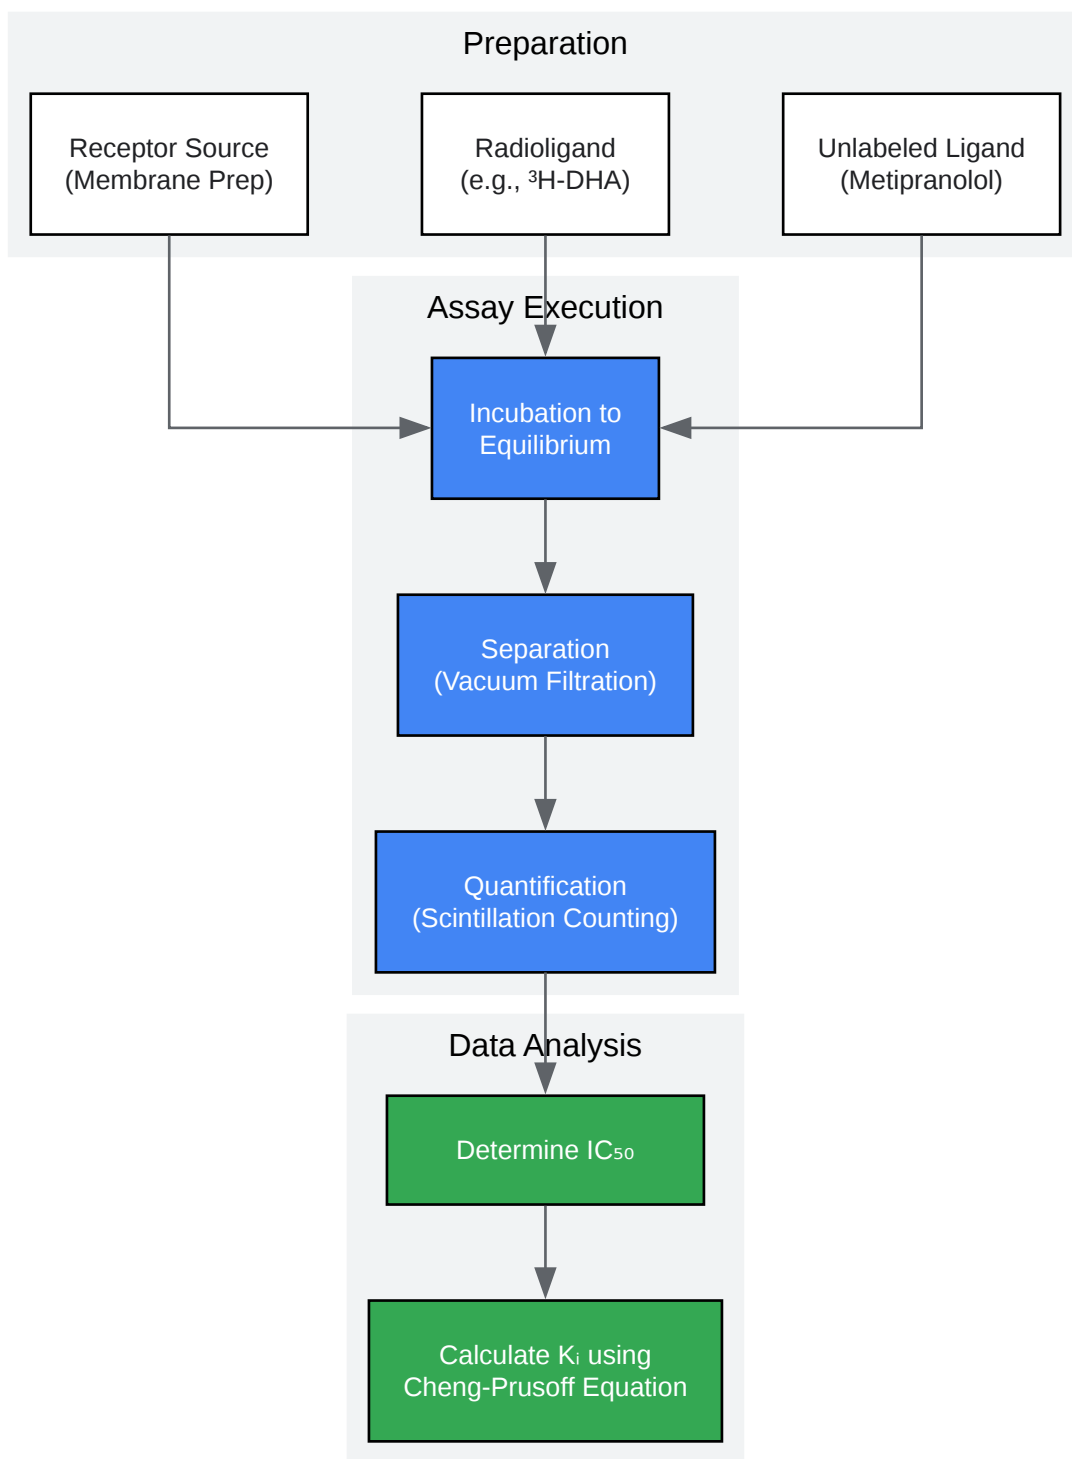 Preparation
Receptor Source
(Membrane Prep)
Radioligand
(e.g., ³H-DHA)
Unlabeled Ligand
(Metipranolol)
Assay Execution
Incubation to
Equilibrium
Separation
(Vacuum Filtration)
Quantification
(Scintillation Counting)
Data Analysis
Determine IC₅₀
Calculate Kᵢ using
Cheng-Prusoff Equation